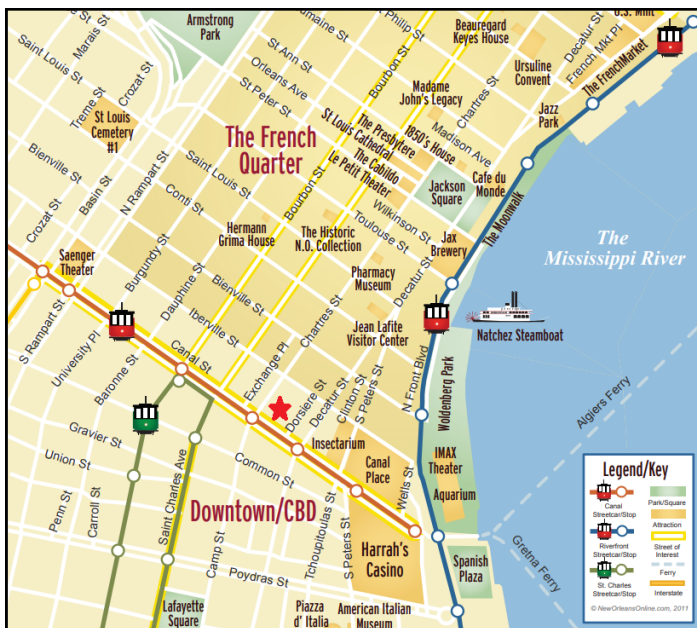 Armstrong
Park
Marais St
Saint Louis St
Crozat St
Treme St
St Louis
Cemetery
#1
St Ann St
Orleans Ave
St Peter St
Dumaine St
St Philip St
Bourbon St
Beauregard
Keyes House
U.S. Mint
Decatur St
French Mkt Pl
The FrenchMarket
Ursuline
Convent
Jazz
Park
Madame
John's Legacy
Chartres St
Madison Ave
1850's House
The Presbytere
St Louis Cathedral
The Cabildo
Le Petit Theater
The French
Quarter
Jackson
Square
Cafe du
Monde
The Moonwalk
Wilkinson St
Toulouse St
Jax
Brewery
The
Mississippi River
Natchez Steamboat
Bienville St
Basin St
N Rampart St
Saint Louis St
Conti St
Bourbon St
Hermann
Grima House
The Historic
N.O. Collection
Pharmacy
Museum
Decatur St
Jean Lafite
Visitor Center
Crozat St
Saenger
Theater
Burgundy St
Dauphine St
Bienville St
Iberville St
Chartres St
Exchange Pl
Canal St
S Rampart St
University Pl
Baronne St
Dorsiere St
Decatur St
Clinton St
S Peters St
N Front Blvd
Woldenberg Park
Algiers Ferry
Gravier St
Union St
Penn St
Carroll St
Saint Charles Ave
Common St
Insectarium
Canal
Place
Wells St
IMAX
Theater
Aquarium
Downtown/CBD
Camp St
Poydras St
Tchoupitoulas St
S Peters St
Harrah's
Casino
Spanish
Plaza
Gretna Ferry
Lafayette
Square
Piazza
d' Italia
American Italian
Museum
Legend/Key
Canal
Streetcar/Stop
Riverfront
Streetcar/Stop
St. Charles
Streetcar/Stop
Park/Square
Attraction
Street of
Interest
Ferry
Interstate
© NewOrleansOnline.com, 2011